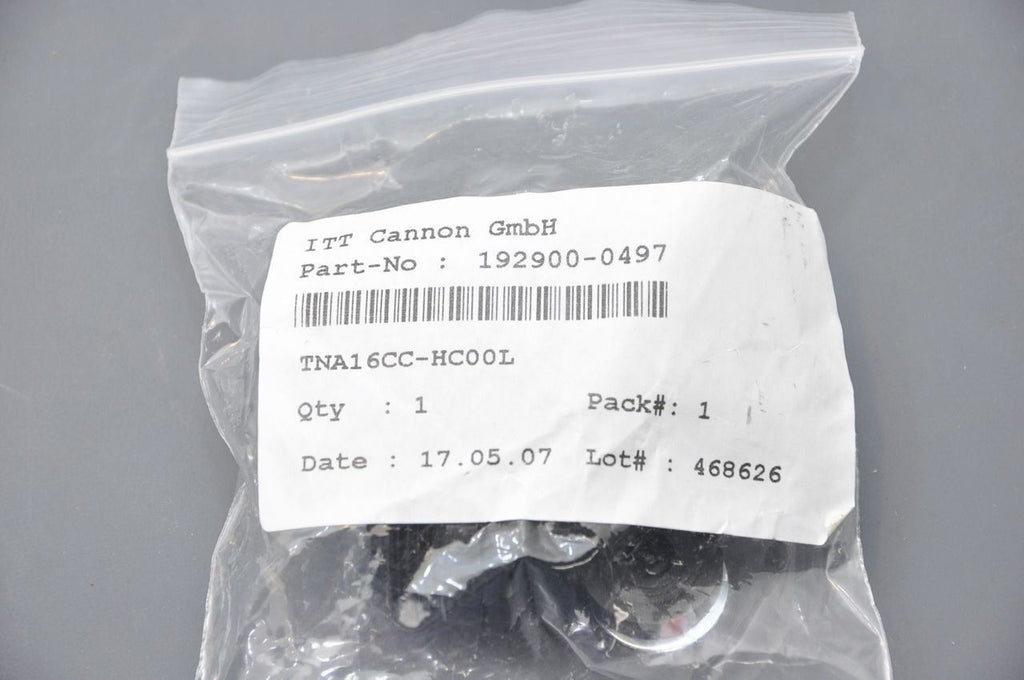 ITT Cannon GmbH
Part-No : 192900-0497
TNA16CC-HC00L
Qty : 1 Pack#: 1
Date : 17.05.07 Lot# : 468626